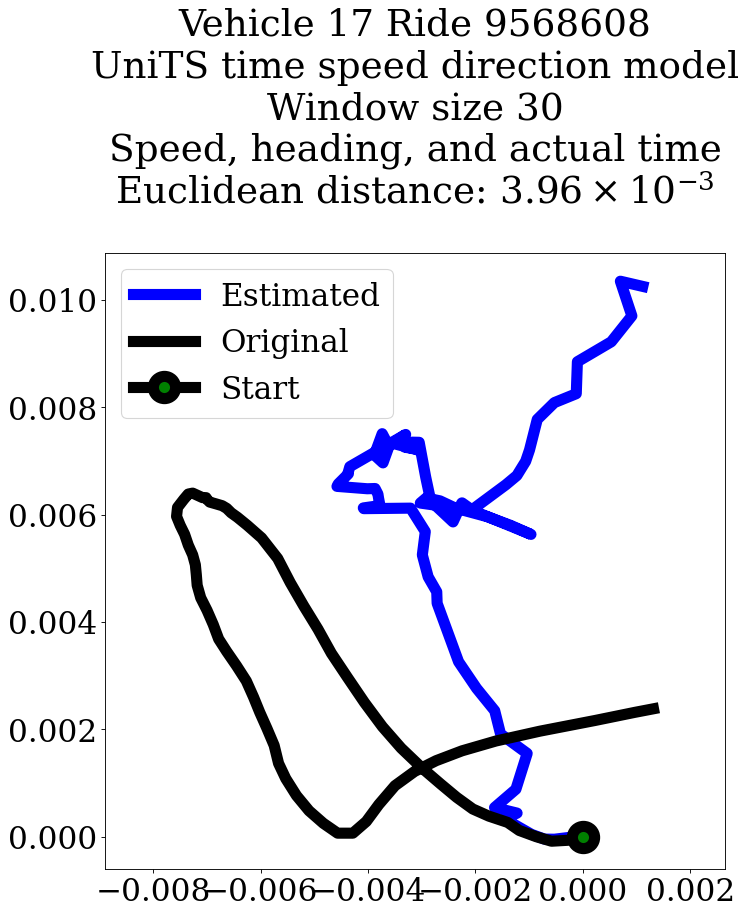 Vehicle 17 Ride 9568608
UniTS time speed direction model
Window size 30
Speed, heading, and actual time
Euclidean distance: 3.96 × 10⁻³
Estimated
Original
Start
0.010
0.008
0.006
0.004
0.002
0.000
−0.008 −0.006 −0.004 −0.002 0.000 0.002